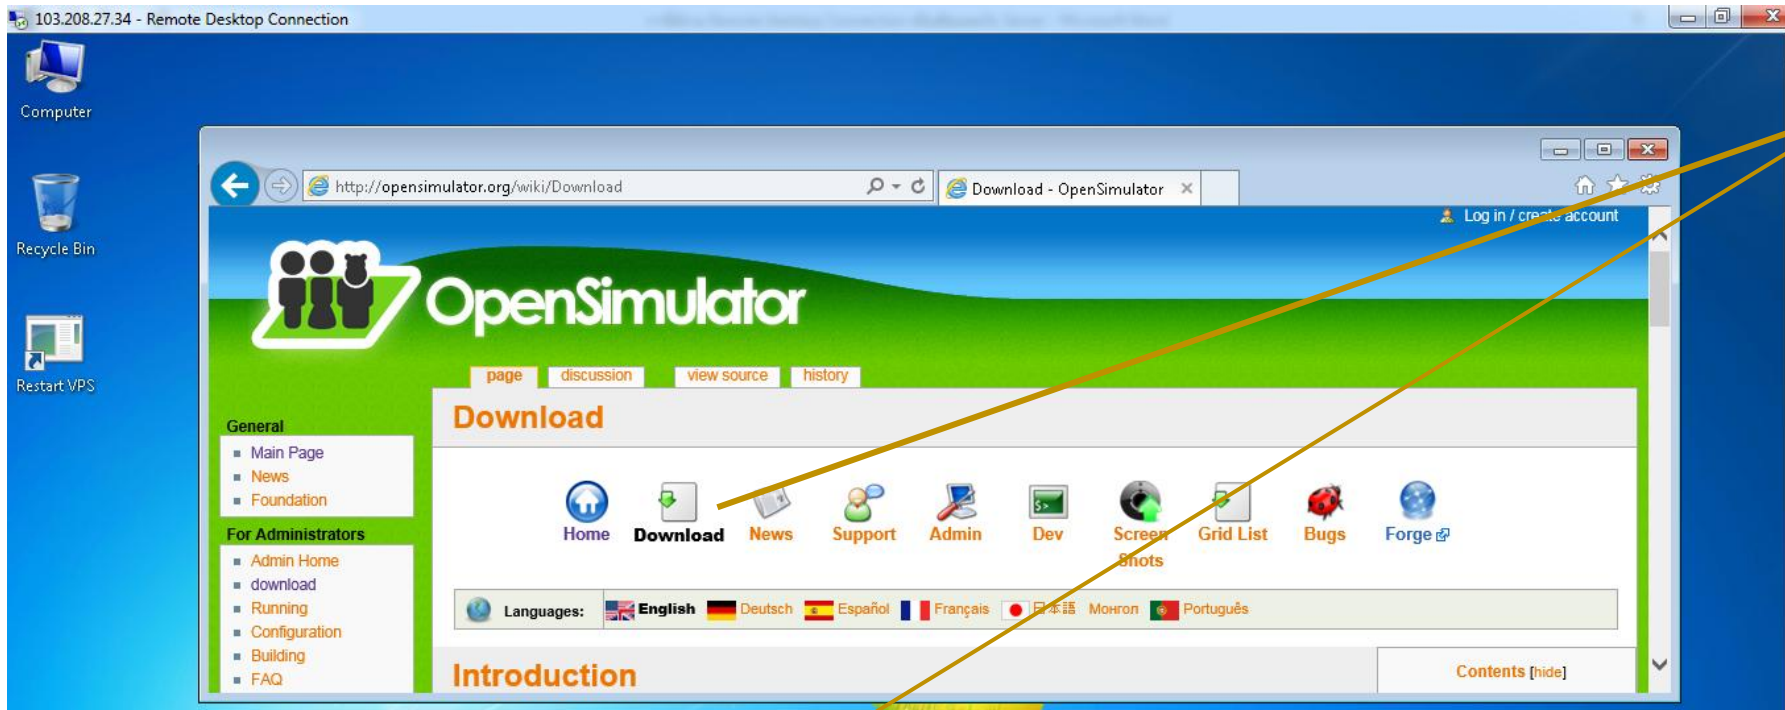 103.208.27.34 - Remote Desktop Connection
Computer
Recycle Bin
Restart VPS
http://opensimulator.org/wiki/Download
Download - OpenSimulator
Log in / create account
OpenSimulator
page discussion view source history
Download
General
Main Page
News
Foundation
For Administrators
Admin Home
download
Running
Configuration
Building
FAQ
Home Download News Support Admin Dev Screen Shots Grid List Bugs Forge
Languages: English Deutsch Español Français 日本語 Монгол Português
Introduction
Contents [hide]